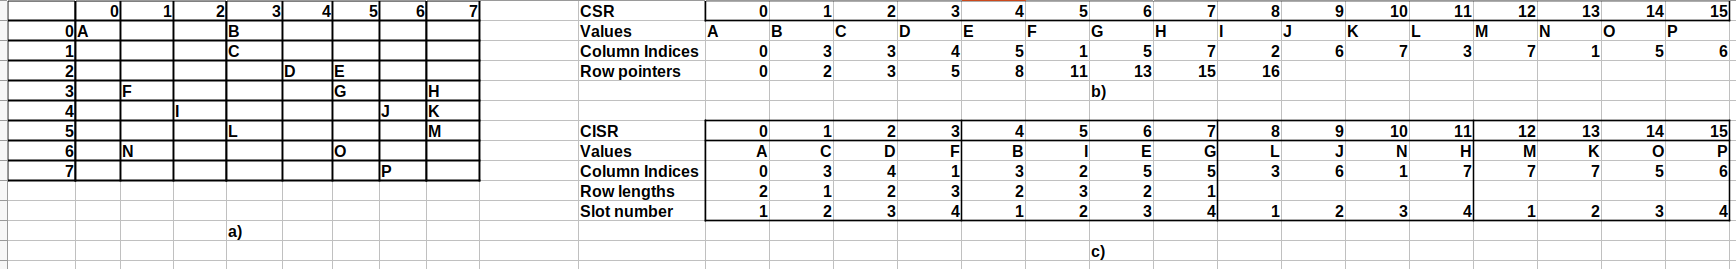 0 1 2 3 4 5 6 7 CSR 0 1 2 3 4 5 6 7 8 9 10 11 12 13 14 15
0 A B Values A B C D E F G H I J K L M N O P
1 C Column Indices 0 3 3 4 5 1 5 7 2 6 7 3 7 1 5 6
2 D E Row pointers 0 2 3 5 8 11 13 15 16
3 F G H b)
4 I J K
5 L M CISR 0 1 2 3 4 5 6 7 8 9 10 11 12 13 14 15
6 N O Values A C D F B I E G L J N H M K O P
7 P Column Indices 0 3 4 1 3 2 5 5 3 6 1 7 7 7 5 6
Row lengths 2 1 2 3 2 3 2 1
Slot number 1 2 3 4 1 2 3 4 1 2 3 4 1 2 3 4
a)
c)